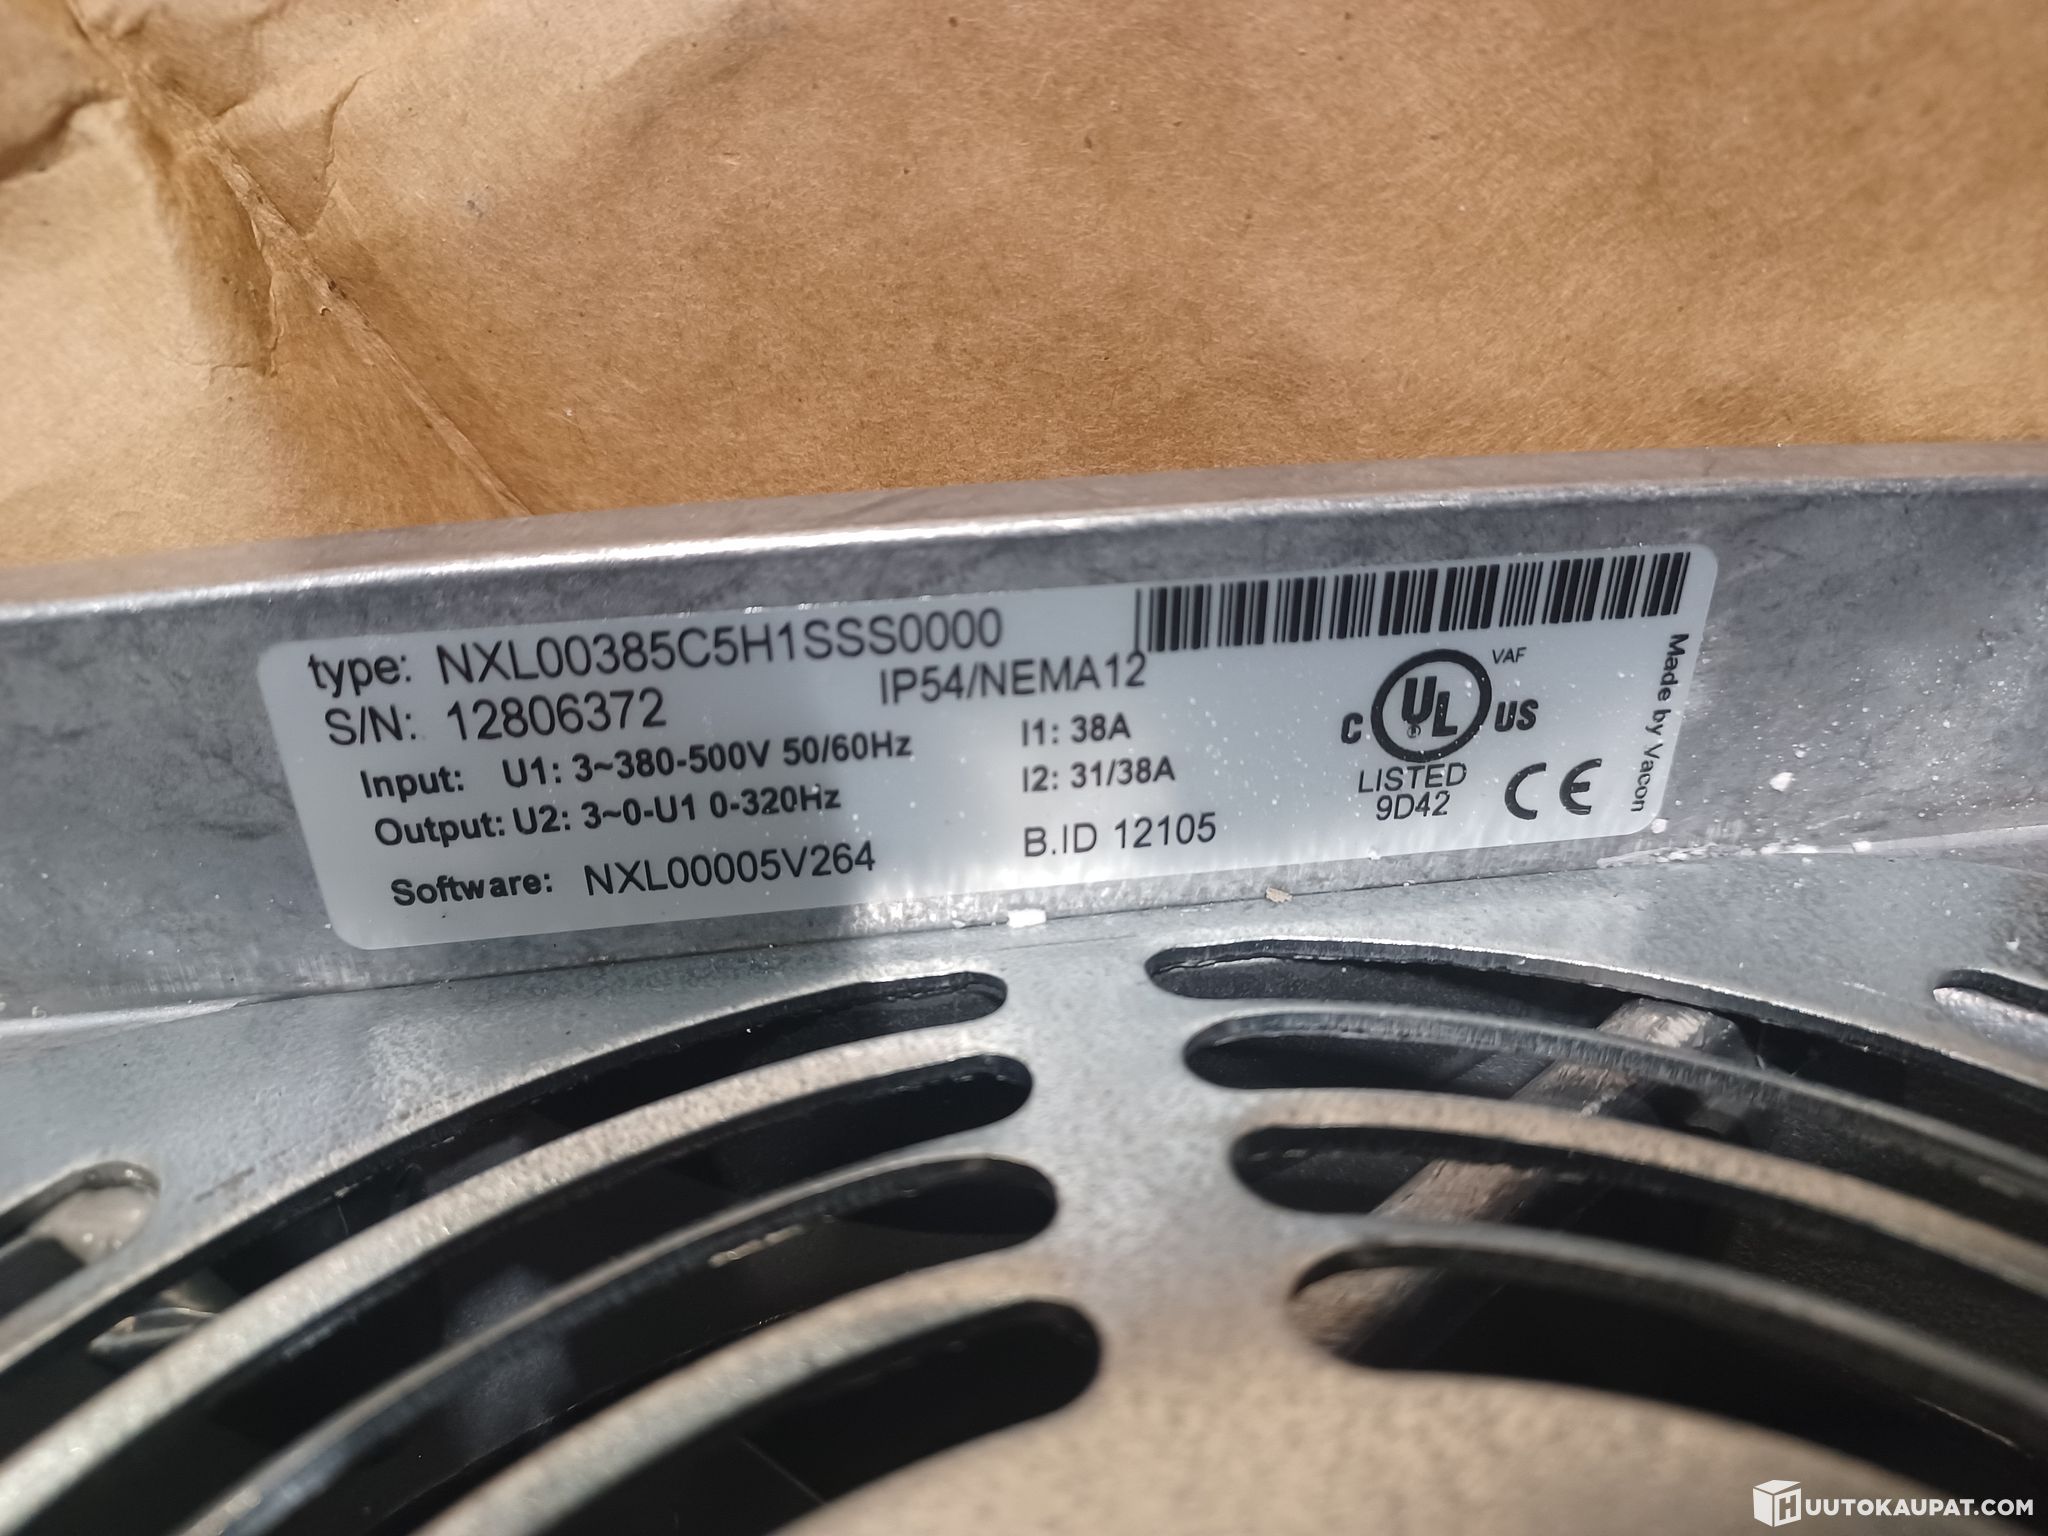 type: NXL00385C5H1SSS0000
S/N: 12806372 IP54/NEMA12
Input: U1: 3~380-500V 50/60Hz I1: 38A
Output: U2: 3~0-U1 0-320Hz I2: 31/38A
Software: NXL00005V264 B.ID 12105
VAF
C UL ® US
LISTED
9D42
CE
Made by Vacon
HUUTOKAUPAT.COM